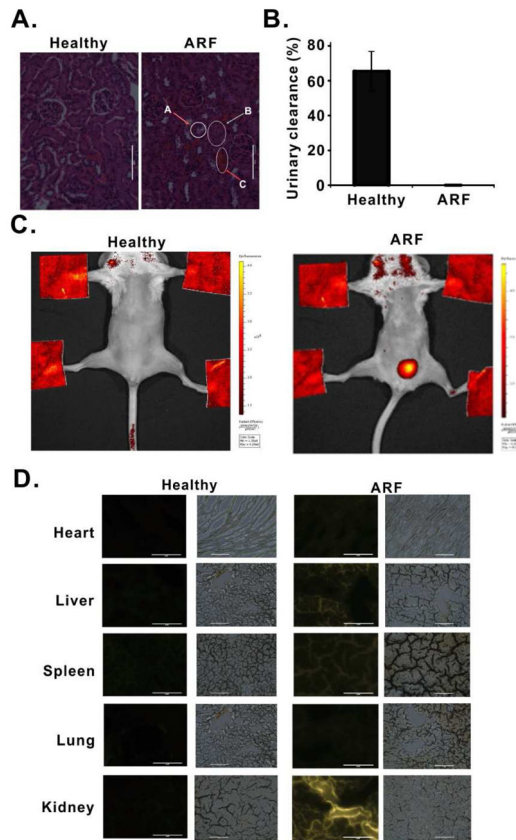 A.
Healthy
ARF
A
B
C
B.
Urinary clearance (%)
80
60
40
20
0
Healthy
ARF
C.
Healthy
ARF
D.
Healthy
ARF
Heart
Liver
Spleen
Lung
Kidney